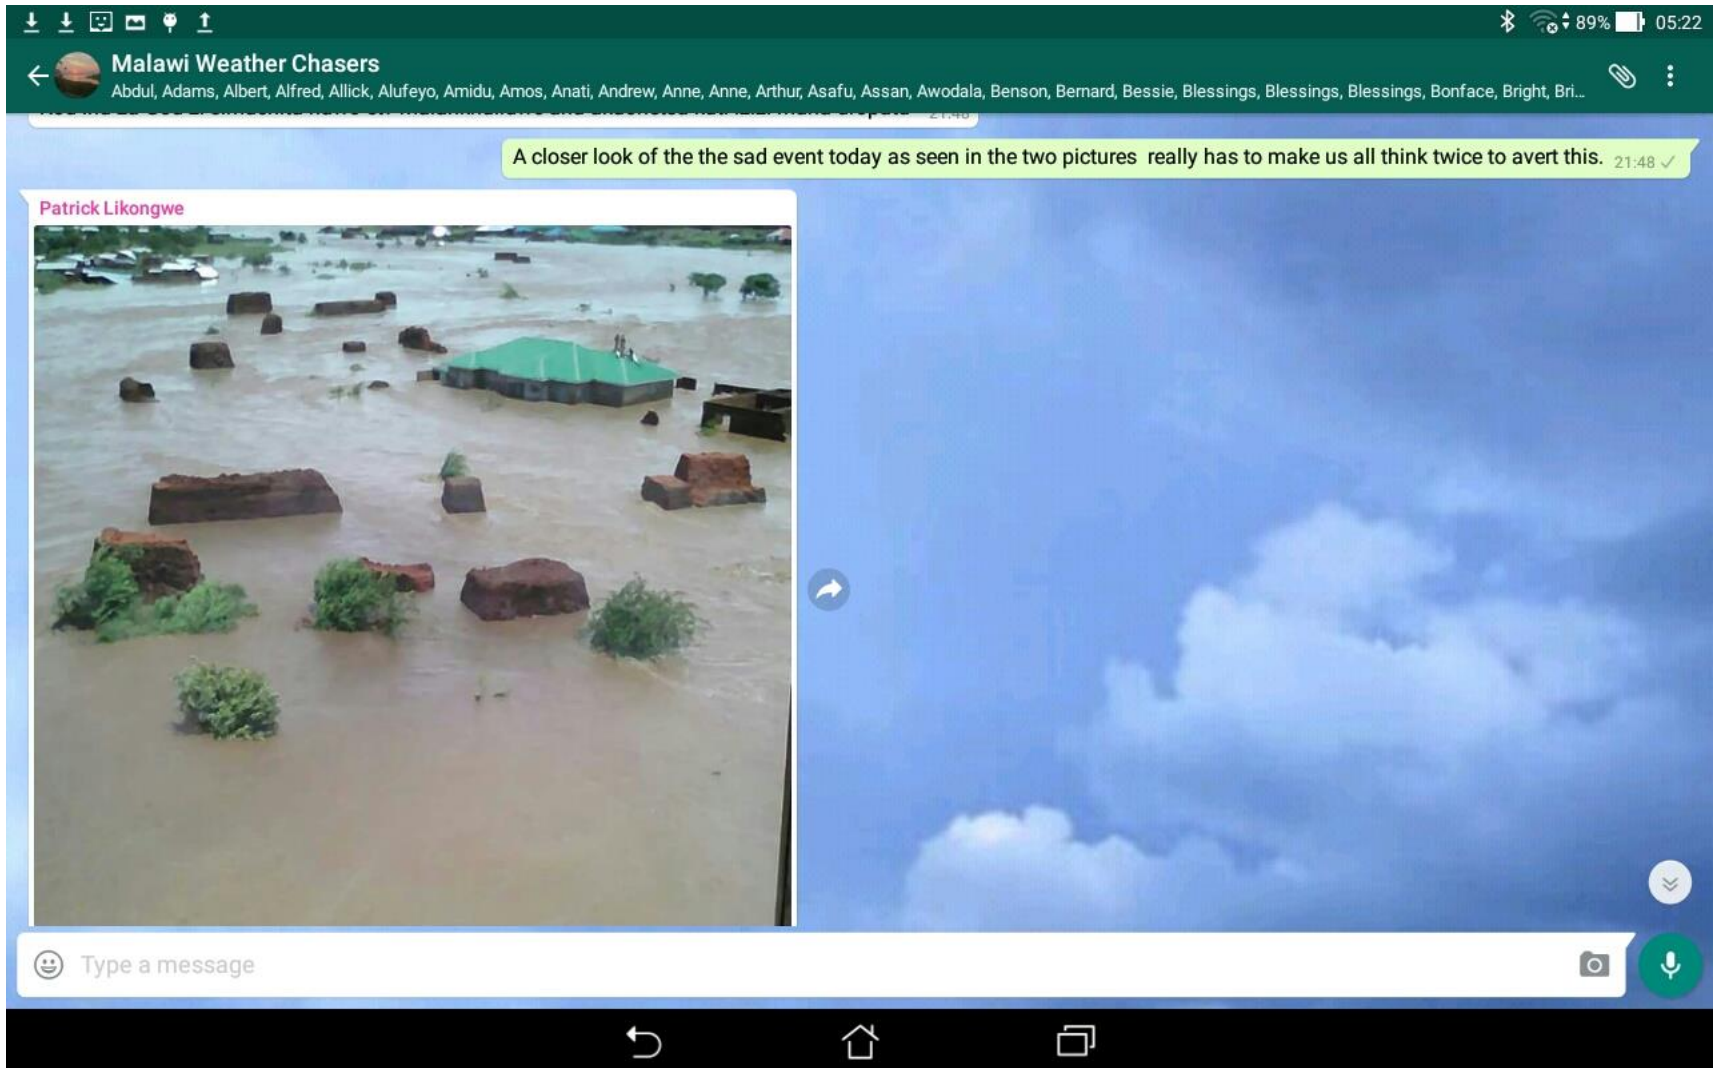 89% 05:22
Malawi Weather Chasers
Abdul, Adams, Albert, Alfred, Allick, Alufeyo, Amidu, Amos, Anati, Andrew, Anne, Anne, Arthur, Asafu, Assan, Awodala, Benson, Bernard, Bessie, Blessings, Blessings, Blessings, Bonface, Bright, Bri...
21:48
A closer look of the the sad event today as seen in the two pictures really has to make us all think twice to avert this. 21:48
Patrick Likongwe
Type a message